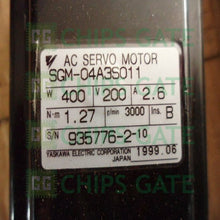 AC SERVO MOTOR
SGM-04A3S011
W 400 V 200 A 2.6
N·m 1.27 r/min 3000 Ins. B
S/N 935776-2-10
YASKAWA ELECTRIC CORPORATION
JAPAN 1999.06
CHIPS GATE